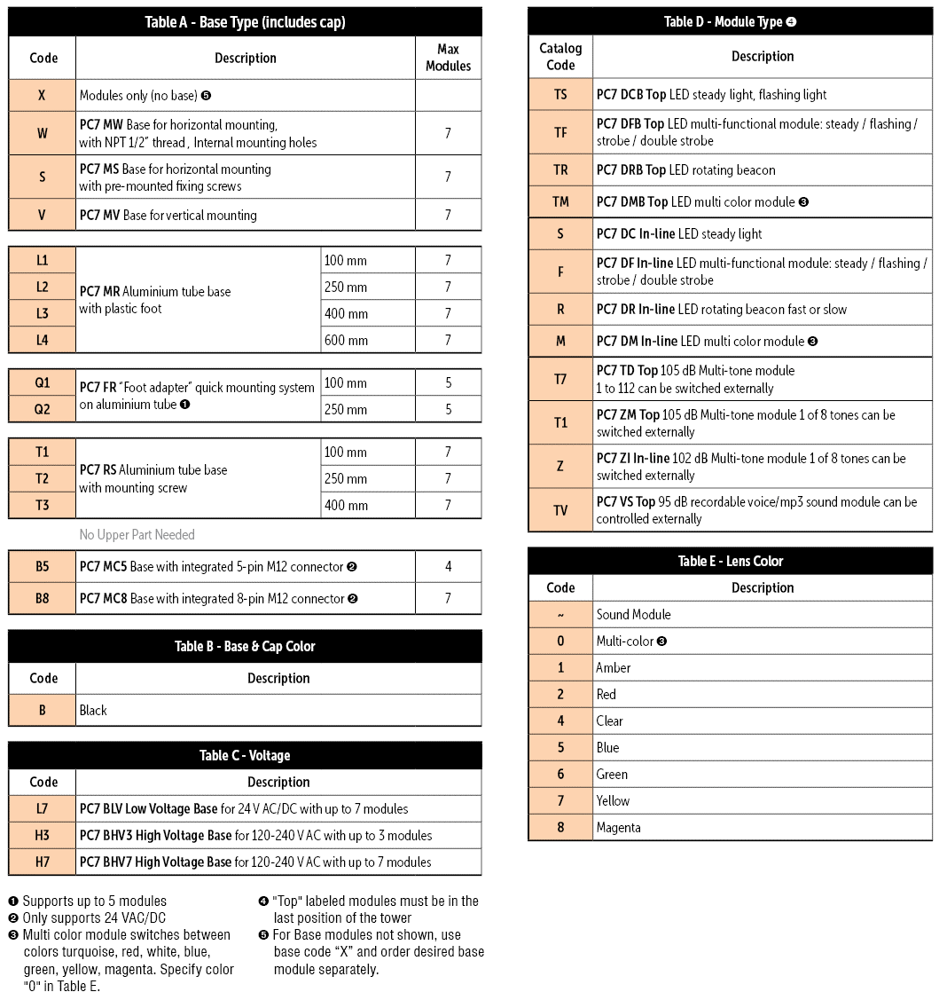 Table A - Base Type (includes cap)
Code Description Max Modules
X Modules only (no base) ❺
W PC7 MW Base for horizontal mounting,
with NPT 1/2" thread , Internal mounting holes 7
S PC7 MS Base for horizontal mounting
with pre-mounted fixing screws 7
V PC7 MV Base for vertical mounting 7
PC7 MR Aluminium tube base
with plastic foot
L1 100 mm 7
L2 250 mm 7
L3 400 mm 7
L4 600 mm 7
PC7 FR "Foot adapter" quick mounting system
on aluminium tube ❶
Q1 100 mm 5
Q2 250 mm 5
PC7 RS Aluminium tube base
with mounting screw
T1 100 mm 7
T2 250 mm 7
T3 400 mm 7
No Upper Part Needed
B5 PC7 MC5 Base with integrated 5-pin M12 connector ❷ 4
B8 PC7 MC8 Base with integrated 8-pin M12 connector ❷ 7
Table B - Base & Cap Color
Code Description
B Black
Table C - Voltage
Code Description
L7 PC7 BLV Low Voltage Base for 24 V AC/DC with up to 7 modules
H3 PC7 BHV3 High Voltage Base for 120-240 V AC with up to 3 modules
H7 PC7 BHV7 High Voltage Base for 120-240 V AC with up to 7 modules
Table D - Module Type ❹
Catalog Code Description
TS PC7 DCB Top LED steady light, flashing light
TF PC7 DFB Top LED multi-functional module: steady / flashing /
strobe / double strobe
TR PC7 DRB Top LED rotating beacon
TM PC7 DMB Top LED multi color module ❸
S PC7 DC In-line LED steady light
F PC7 DF In-line LED multi-functional module: steady / flashing /
strobe / double strobe
R PC7 DR In-line LED rotating beacon fast or slow
M PC7 DM In-line LED multi color module ❸
T7 PC7 TD Top 105 dB Multi-tone module
1 to 112 can be switched externally
T1 PC7 ZM Top 105 dB Multi-tone module 1 of 8 tones can be
switched externally
Z PC7 ZI In-line 102 dB Multi-tone module 1 of 8 tones can be
switched externally
TV PC7 VS Top 95 dB recordable voice/mp3 sound module can be
controlled externally
Table E - Lens Color
Code Description
~ Sound Module
0 Multi-color ❸
1 Amber
2 Red
4 Clear
5 Blue
6 Green
7 Yellow
8 Magenta
❶ Supports up to 5 modules
❷ Only supports 24 VAC/DC
❸ Multi color module switches between
colors turquoise, red, white, blue,
green, yellow, magenta. Specify color
"0" in Table E.
❹ "Top" labeled modules must be in the
last position of the tower
❺ For Base modules not shown, use
base code “X” and order desired base
module separately.